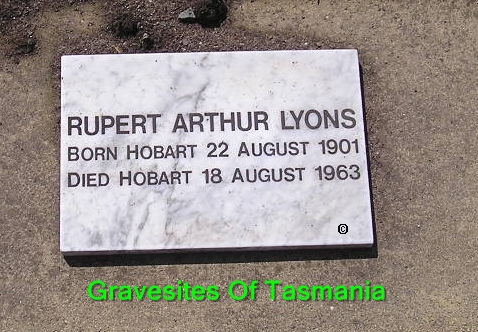 RUPERT ARTHUR LYONS
BORN HOBART 22 AUGUST 1901
DIED HOBART 18 AUGUST 1963
©
Gravesites Of Tasmania